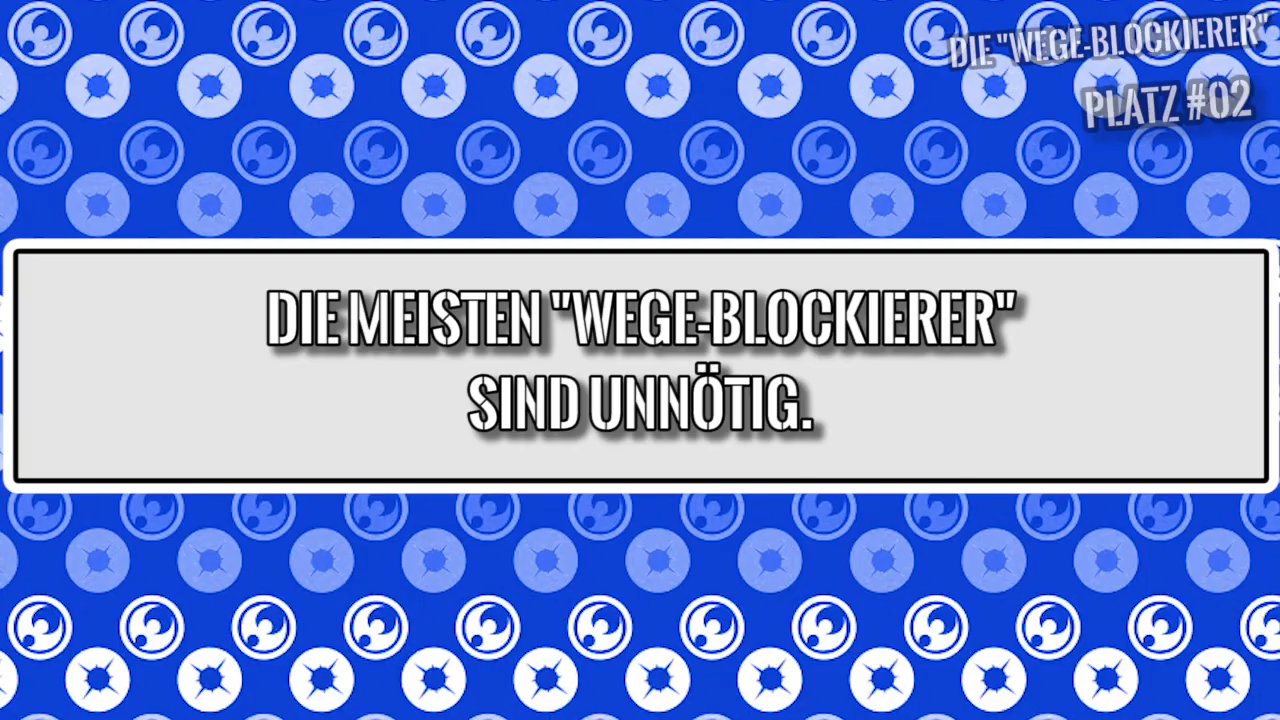 DIE "WEGE-BLOCKIERER"
PLATZ #02
DIE MEISTEN "WEGE-BLOCKIERER"
SIND UNNÖTIG.